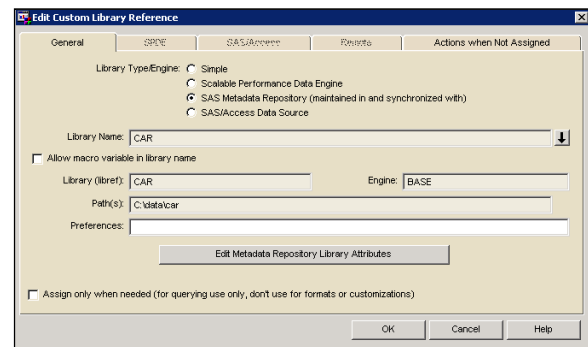 Edit Custom Library Reference
General SPDE SAS/Access Remote Actions when Not Assigned
Library Type/Engine: Simple
Scalable Performance Data Engine
SAS Metadata Repository (maintained in and synchronized with)
SAS/Access Data Source
Library Name: CAR
Allow macro variable in library name
Library (libref): CAR Engine: BASE
Path(s): C:\data\car
Preferences:
Edit Metadata Repository Library Attributes
Assign only when needed (for querying use only, don't use for formats or customizations)
OK Cancel Help